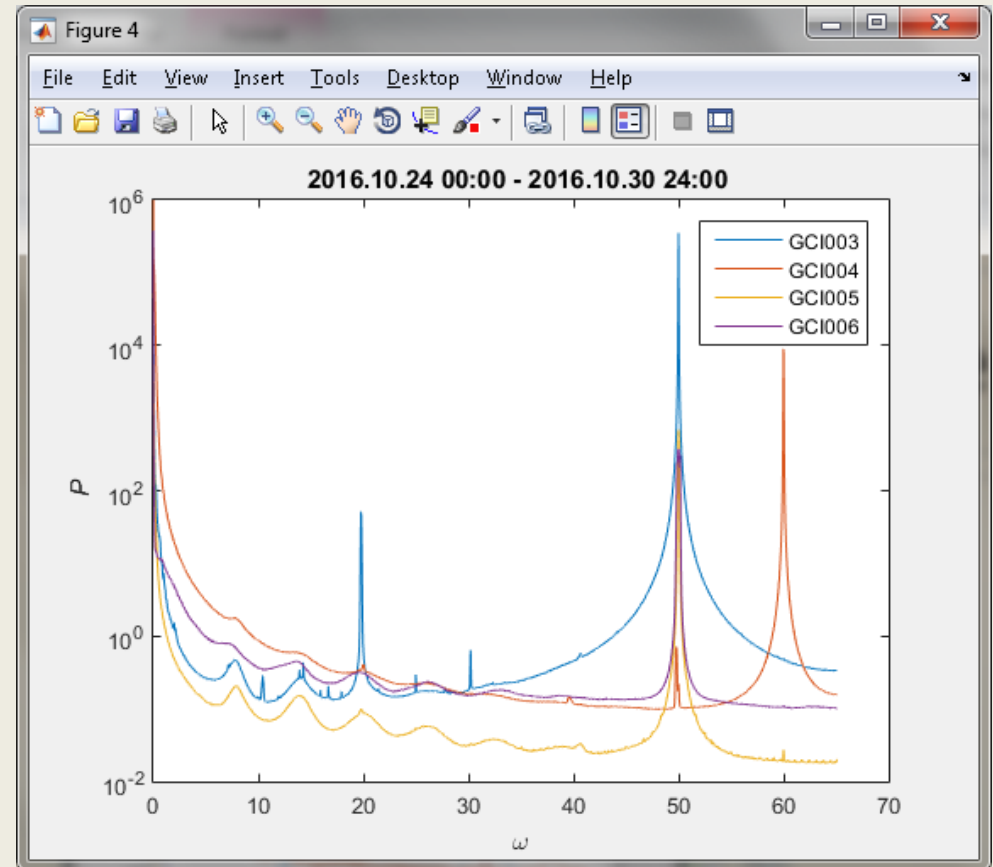 Figure 4
File Edit View Insert Tools Desktop Window Help
2016.10.24 00:00 - 2016.10.30 24:00
GCI003
GCI004
GCI005
GCI006
10^6
10^4
10^2
10^0
10^-2
P
0 10 20 30 40 50 60 70
ω